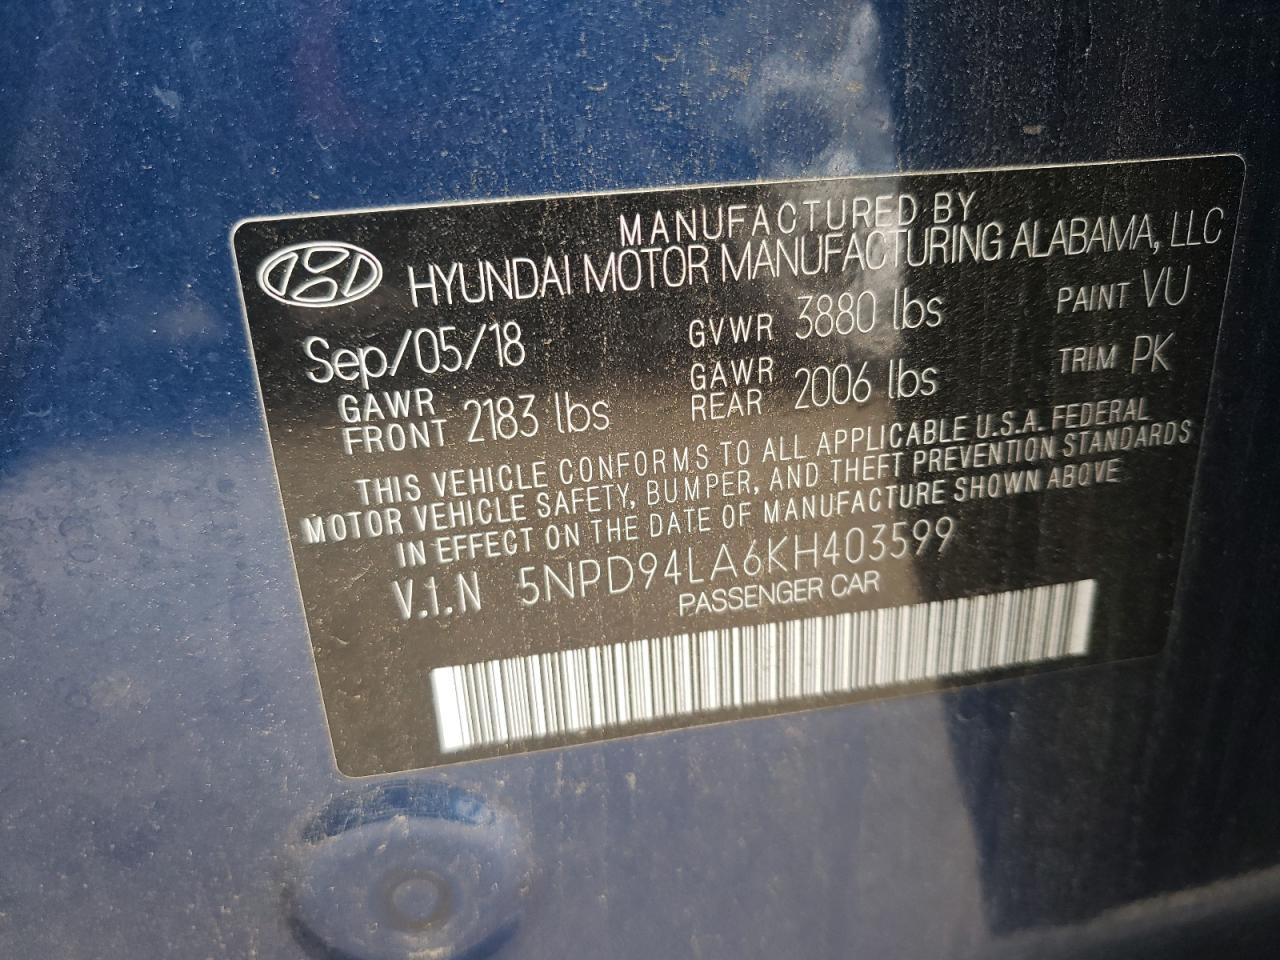 MANUFACTURED BY
HYUNDAI MOTOR MANUFACTURING ALABAMA, LLC
Sep/05/18 GVWR 3880 lbs PAINT VU
GAWR FRONT 2183 lbs GAWR REAR 2006 lbs TRIM PK
THIS VEHICLE CONFORMS TO ALL APPLICABLE U.S.A. FEDERAL
MOTOR VEHICLE SAFETY, BUMPER, AND THEFT PREVENTION STANDARDS
IN EFFECT ON THE DATE OF MANUFACTURE SHOWN ABOVE
V.I.N 5NPD94LA6KH403599
PASSENGER CAR